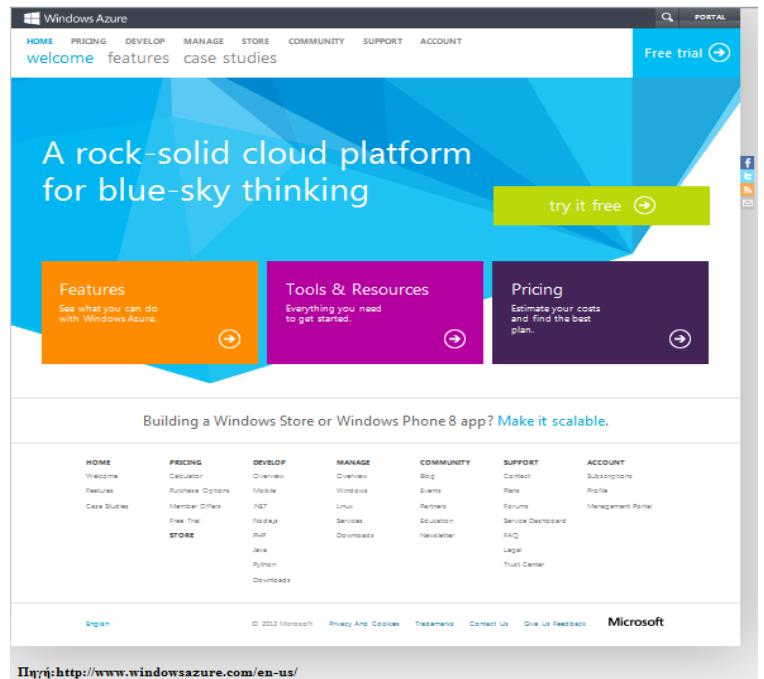 Windows Azure
PORTAL
HOME PRICING DEVELOP MANAGE STORE COMMUNITY SUPPORT ACCOUNT
welcome features case studies
Free trial
A rock-solid cloud platform
for blue-sky thinking
try it free
Features
See what you can do
with Windows Azure.
Tools & Resources
Everything you need
to get started.
Pricing
Estimate your costs
and find the best
plan.
Building a Windows Store or Windows Phone 8 app? Make it scalable.
HOME PRICING DEVELOP MANAGE COMMUNITY SUPPORT ACCOUNT
Welcome Calculator Overview Overview Blog Contact Subscriptions
Features Purchase Options Mobile Windows Events Plans Profile
Case Studies Member Offers .NET Linux Partners Forums Management Portal
Free Trial Node.js Services Education Service Dashboard
STORE PHP Downloads Newsletter FAQ
Java Legal
Python Trust Center
Downloads
English © 2012 Microsoft Privacy And Cookies Trademarks Contact Us Give Us Feedback Microsoft
Πηγή:http://www.windowsazure.com/en-us/